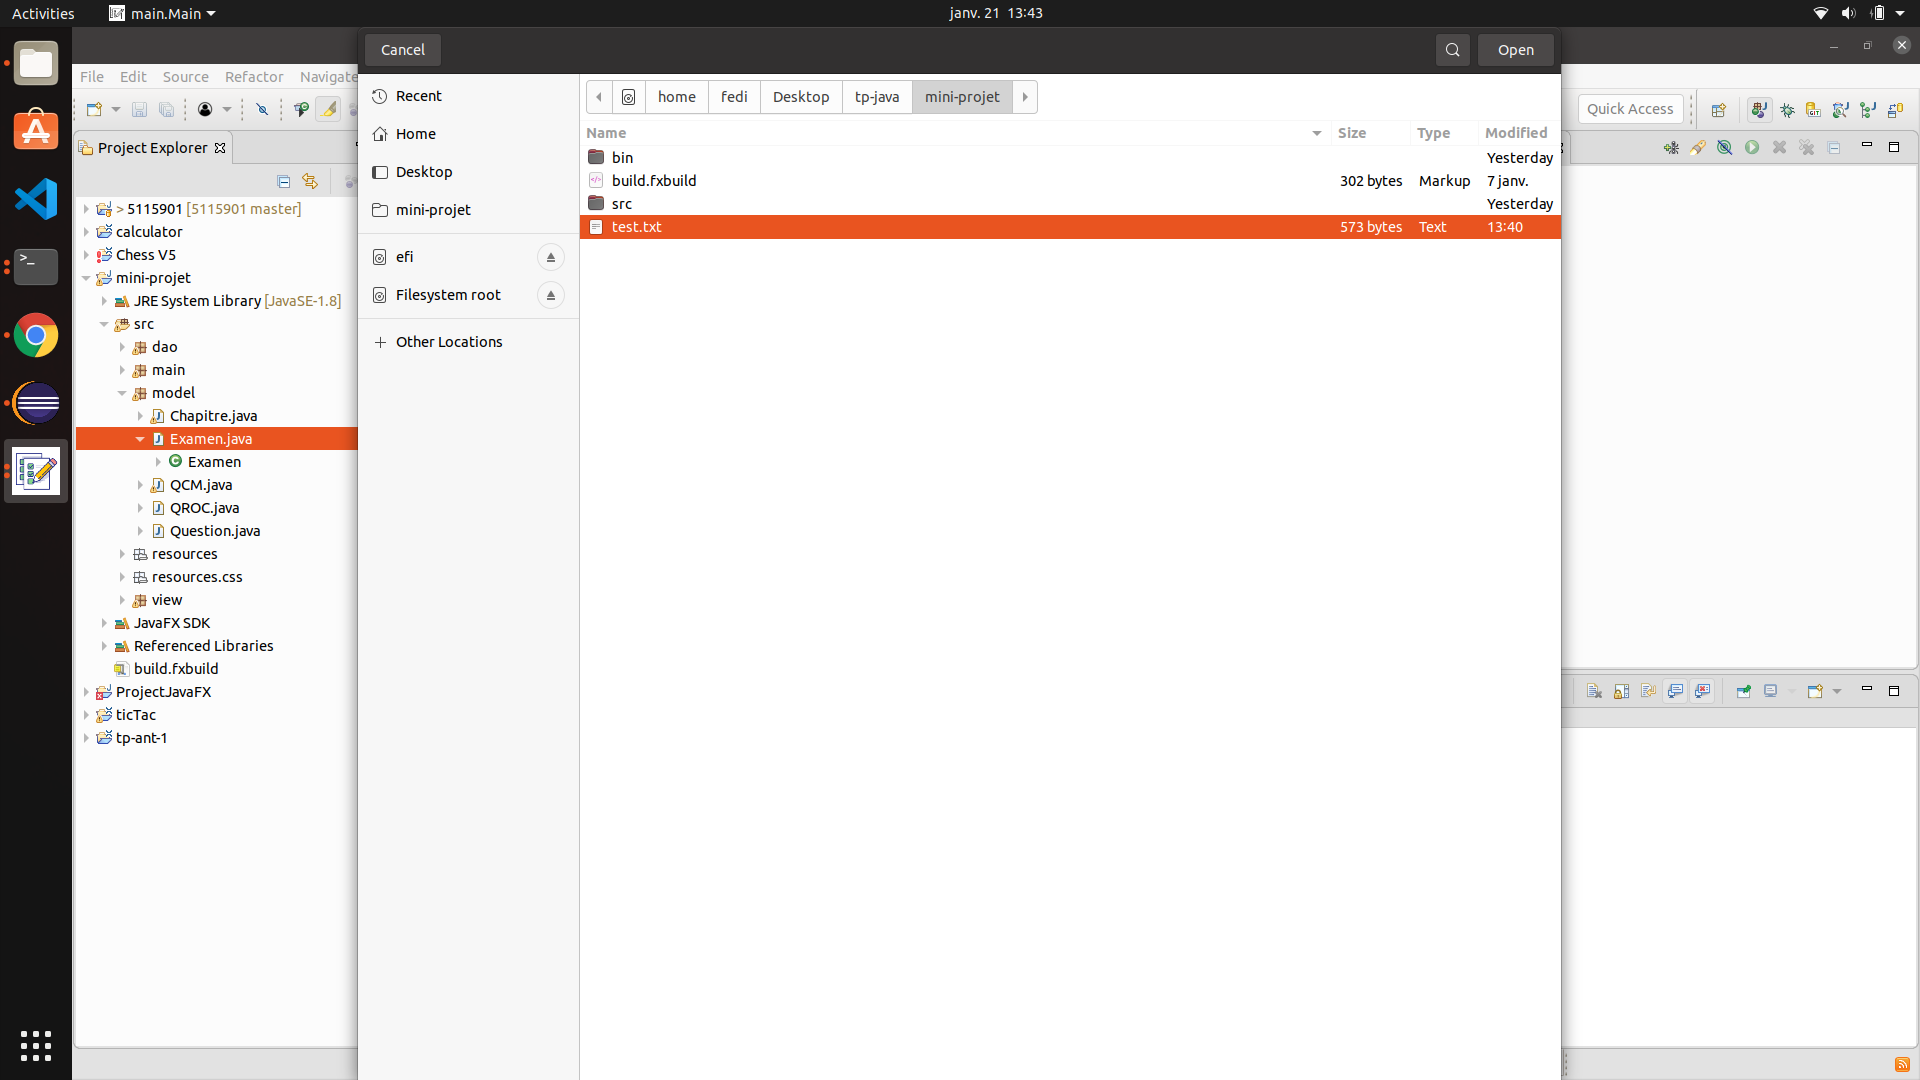 Activities main.Main janv. 21 13:43
Cancel Open
File Edit Source Refactor Navigate
Quick Access
Project Explorer
> 5115901 [5115901 master]
calculator
Chess V5
mini-projet
JRE System Library [JavaSE-1.8]
src
dao
main
model
Chapitre.java
Examen.java
Examen
QCM.java
QROC.java
Question.java
resources
resources.css
view
JavaFX SDK
Referenced Libraries
build.fxbuild
ProjectJavaFX
ticTac
tp-ant-1
Recent
Home
Desktop
mini-projet
efi
Filesystem root
Other Locations
home fedi Desktop tp-java mini-projet
Name Size Type Modified
bin Yesterday
build.fxbuild 302 bytes Markup 7 janv.
src Yesterday
test.txt 573 bytes Text 13:40